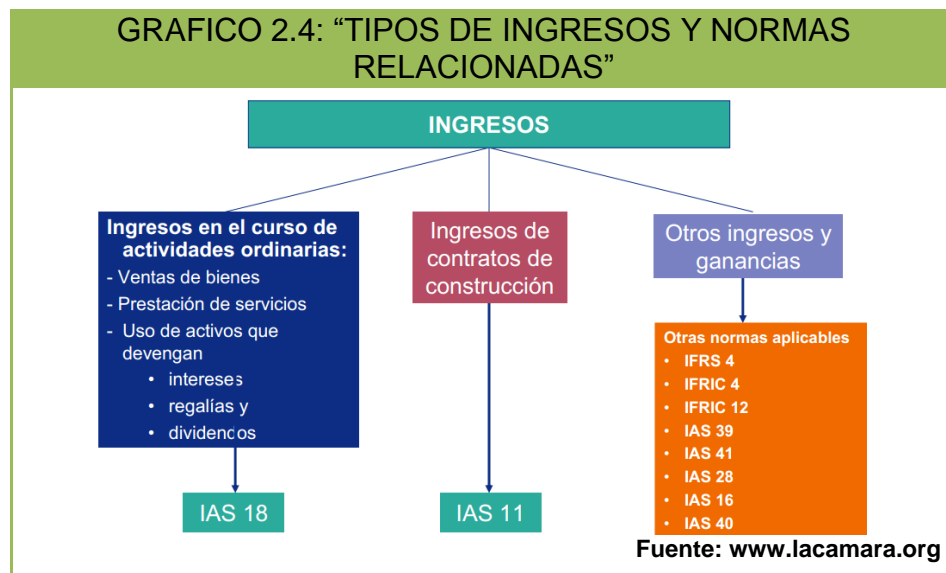 GRAFICO 2.4: “TIPOS DE INGRESOS Y NORMAS
RELACIONADAS”
INGRESOS
Ingresos en el curso de
actividades ordinarias:
- Ventas de bienes
- Prestación de servicios
- Uso de activos que
devengan
• intereses
• regalías y
• dividendos
IAS 18
Ingresos de
contratos de
construcción
IAS 11
Otros ingresos y
ganancias
Otras normas aplicables
• IFRS 4
• IFRIC 4
• IFRIC 12
• IAS 39
• IAS 41
• IAS 28
• IAS 16
• IAS 40
Fuente: www.lacamara.org